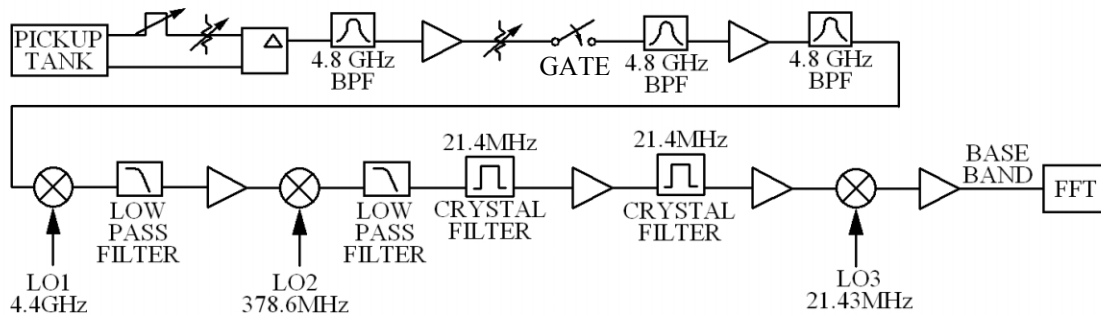 PICKUP
TANK
Δ
4.8 GHz
BPF
GATE
4.8 GHz
BPF
4.8 GHz
BPF
LOW
PASS
FILTER
LOW
PASS
FILTER
21.4MHz
CRYSTAL
FILTER
21.4MHz
CRYSTAL
FILTER
BASE
BAND
FFT
LO1
4.4GHz
LO2
378.6MHz
LO3
21.43MHz